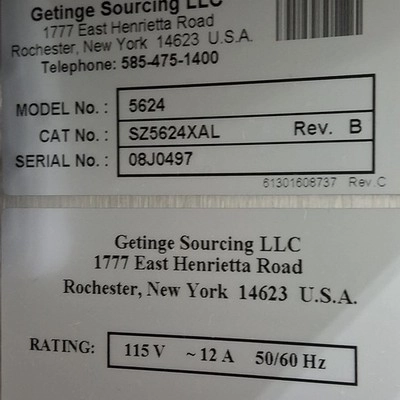 Getinge Sourcing LLC
1777 East Henrietta Road
Rochester, New York 14623 U.S.A.
Telephone: 585-475-1400
MODEL No. : 5624
CAT No. : SZ5624XAL Rev. B
SERIAL No. : 08J0497
61301608737 Rev.C
Getinge Sourcing LLC
1777 East Henrietta Road
Rochester, New York 14623 U.S.A.
RATING: 115 V ~ 12 A 50/60 Hz